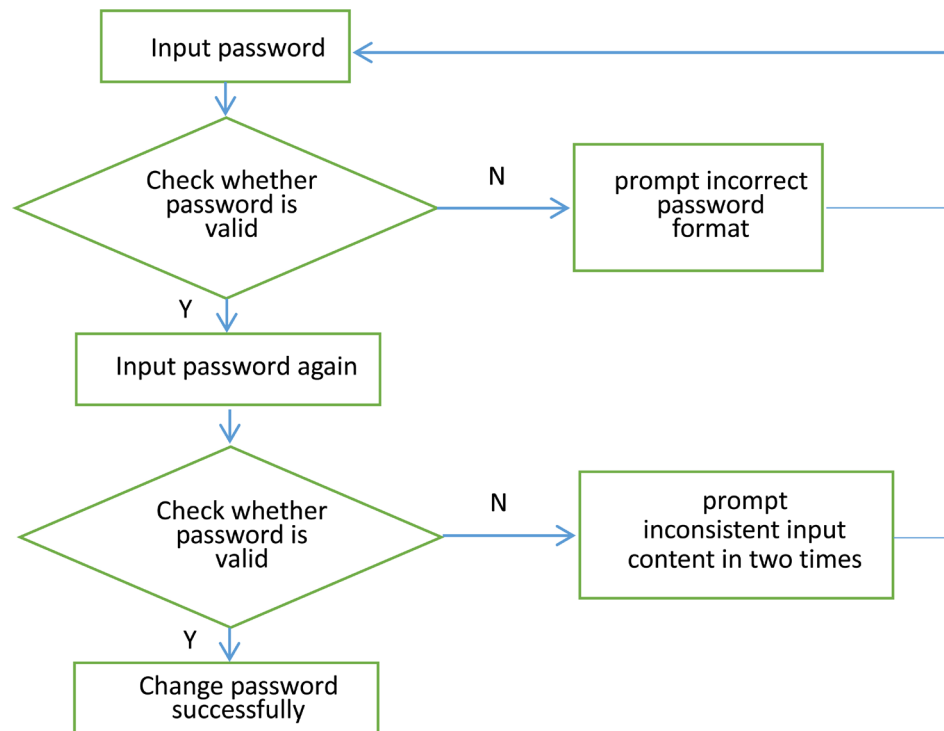 Input password
Check whether
password is
valid
N
prompt incorrect
password
format
Y
Input password again
Check whether
password is
valid
N
prompt
inconsistent input
content in two times
Y
Change password
successfully